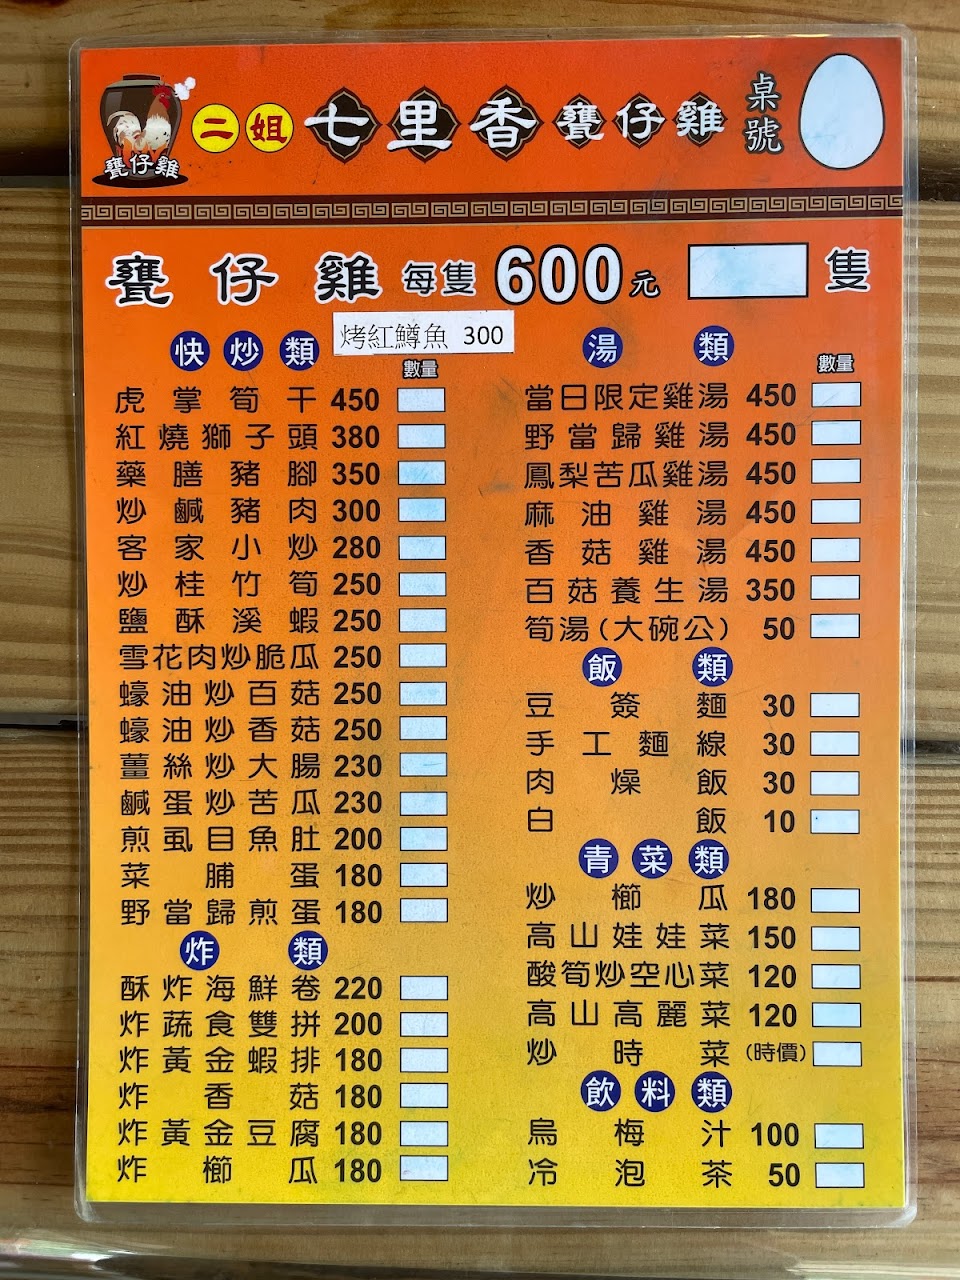 甕仔雞
二姐 七里香甕仔雞
桌號
甕仔雞 每隻 600元 隻
烤紅鱒魚 300
快炒類
數量
虎掌筍干 450
紅燒獅子頭 380
藥膳豬腳 350
炒鹹豬肉 300
客家小炒 280
炒桂竹筍 250
鹽酥溪蝦 250
雪花肉炒脆瓜 250
蠔油炒百菇 250
蠔油炒香菇 250
薑絲炒大腸 230
鹹蛋炒苦瓜 230
煎虱目魚肚 200
菜脯蛋 180
野當歸煎蛋 180
炸類
酥炸海鮮卷 220
炸蔬食雙拼 200
炸黃金蝦排 180
炸香菇 180
炸黃金豆腐 180
炸櫛瓜 180
湯類
數量
當日限定雞湯 450
野當歸雞湯 450
鳳梨苦瓜雞湯 450
麻油雞湯 450
香菇雞湯 450
百菇養生湯 350
筍湯(大碗公) 50
飯類
豆簽麵 30
手工麵線 30
肉燥飯 30
白飯 10
青菜類
炒櫛瓜 180
高山娃娃菜 150
酸筍炒空心菜 120
高山高麗菜 120
炒時菜 (時價)
飲料類
烏梅汁 100
冷泡茶 50